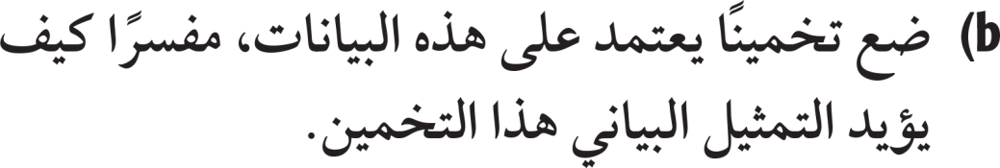 (b ضع تخمينًا يعتمد على هذه البيانات، مفسرًا كيف
يؤيد التمثيل البياني هذا التخمين.